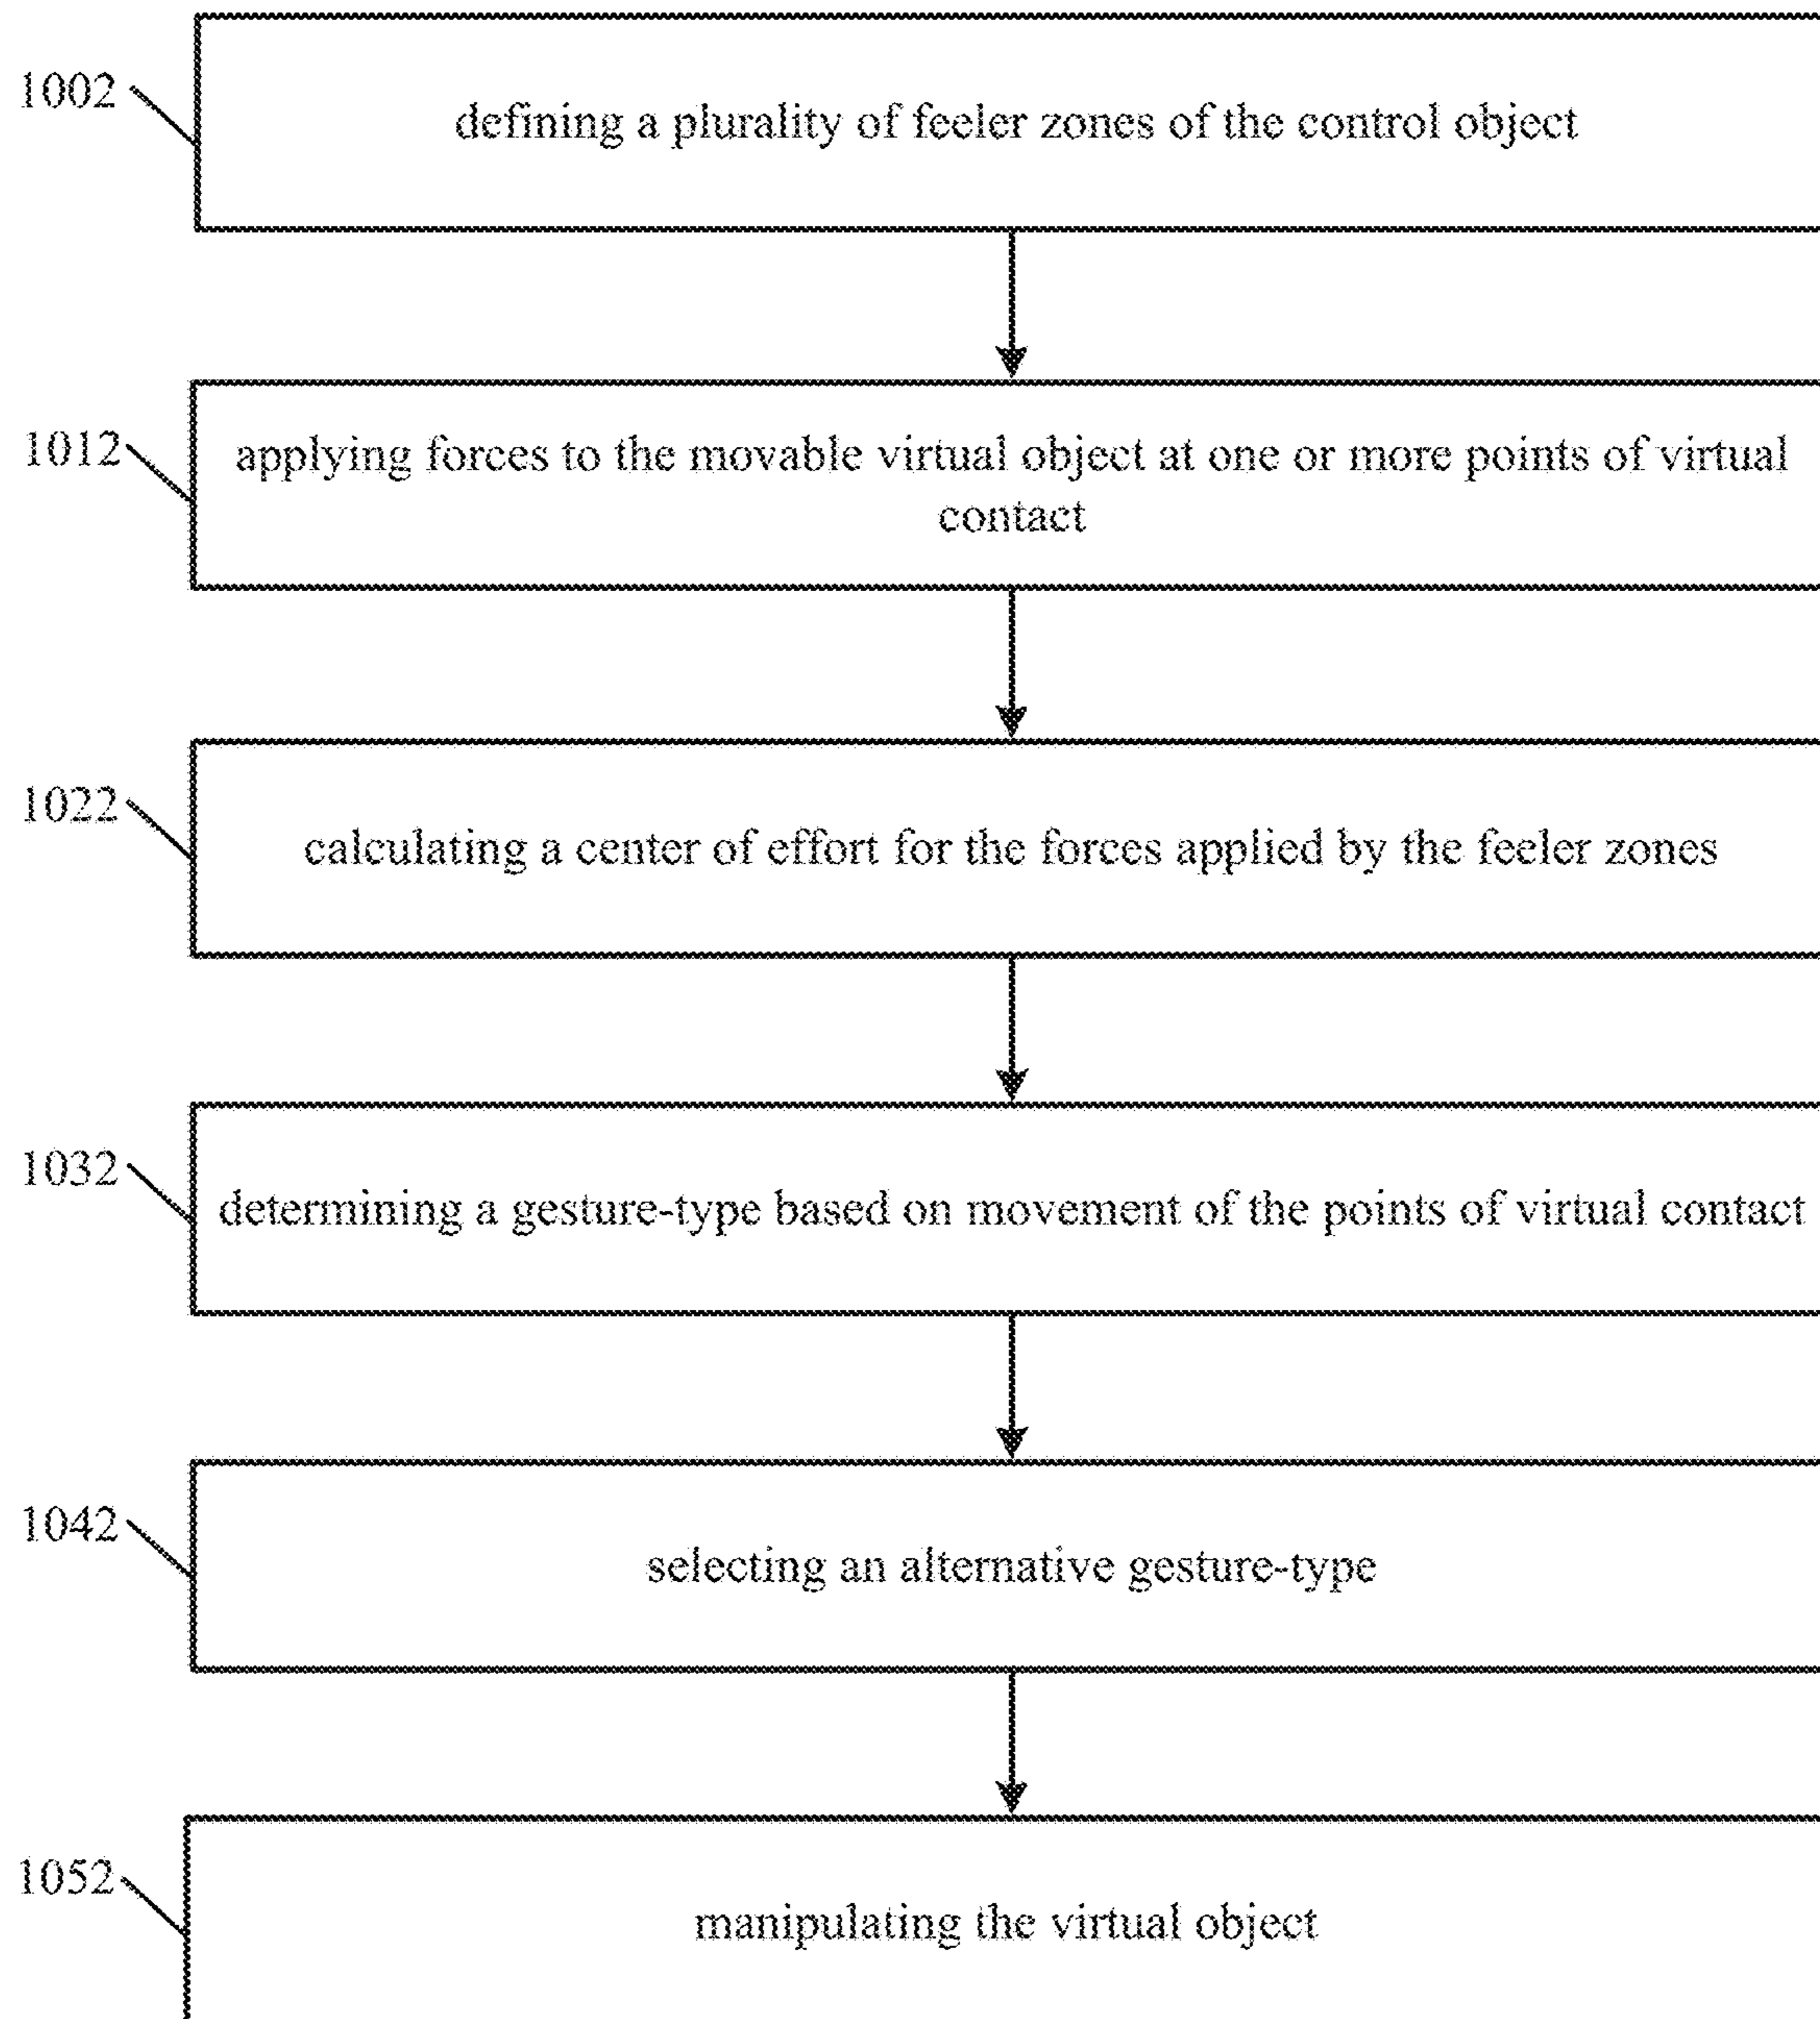 1002
defining a plurality of feeler zones of the control object
1012
applying forces to the movable virtual object at one or more points of virtual
contact
1022
calculating a center of effort for the forces applied by the feeler zones
1032
determining a gesture-type based on movement of the points of virtual contact
1042
selecting an alternative gesture-type
1052
manipulating the virtual object